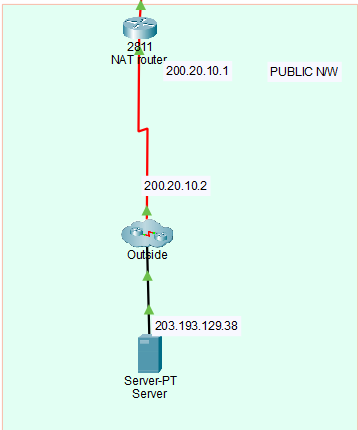 2811
NAT router
200.20.10.1
PUBLIC N/W
200.20.10.2
Outside
203.193.129.38
Server-PT
Server